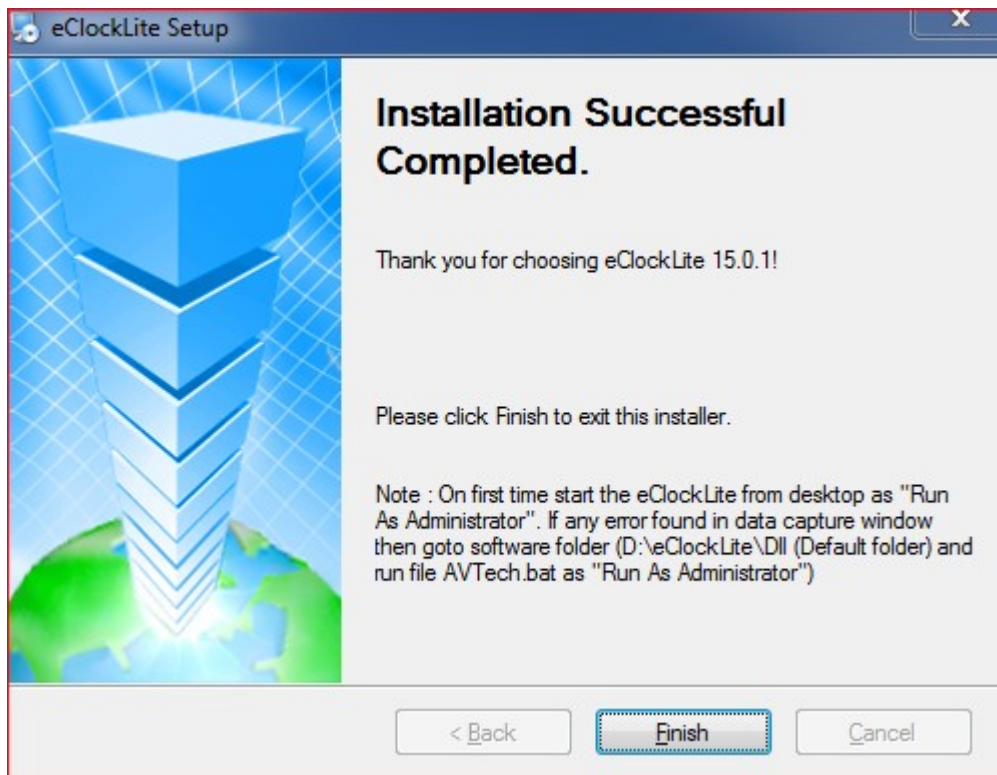 eClockLite Setup
Installation Successful
Completed.
Thank you for choosing eClockLite 15.0.1!
Please click Finish to exit this installer.
Note : On first time start the eClockLite from desktop as "Run
As Administrator". If any error found in data capture window
then goto software folder (D:\eClockLite\Dll (Default folder) and
run file AVTech.bat as "Run As Administrator")
< Back
Finish
Cancel